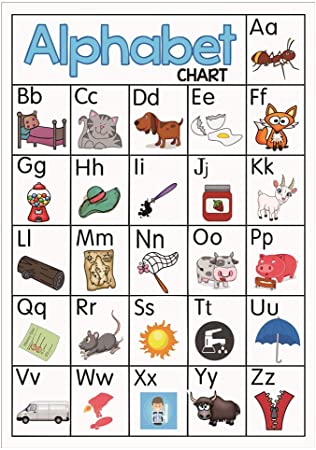 Alphabet
CHART
Aa
Bb Cc Dd Ee Ff
Gg Hh Ii Jj Kk
Ll Mm Nn Oo Pp
Qq Rr Ss Tt Uu
Vv Ww Xx Yy Zz